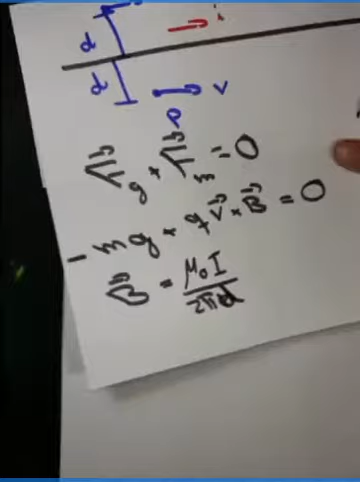 d
i
d
v
p
F⃗g + F⃗m = 0
- mg + qv⃗ × B⃗ = 0
B⃗ = μ₀I / 2πd